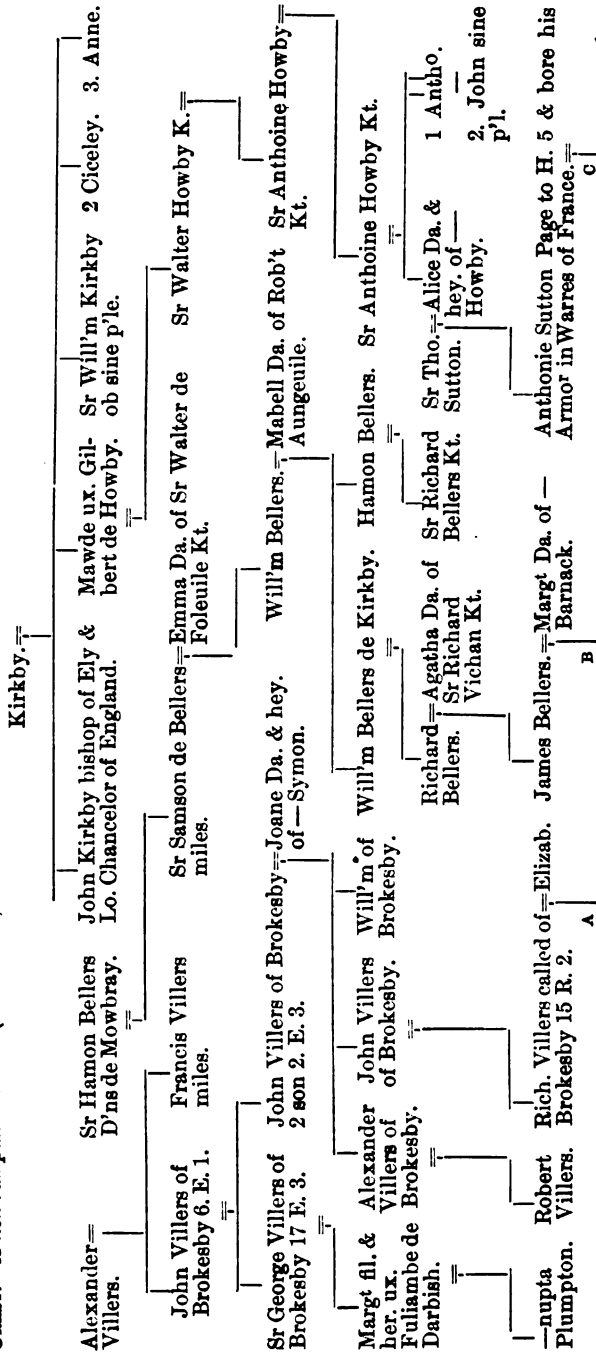 Kirkby.=
Alexander=
Villers.
Sr Hamon Bellers
D'ns de Mowbray.
John Kirkby bishop of Ely &
Lo. Chancelor of England.
Mawde ux. Gil-
bert de Howby.
Sr Will'm Kirkby
ob sine p'le.
2 Ciceley.
3. Anne.
John Villers of
Brokesby 6. E. 1.
Francis Villers
miles.
Sr Samson de Bellers=Emma Da. of Sr Walter de
miles.
Foleuile Kt.
Sr Walter Howby K.=
Sr George Villers of
Brokesby 17 E. 3.
John Villers of Brokesby=Joane Da. & hey.
2 son 2. E. 3.
of — Symon.
Will'm Bellers.=Mabell Da. of Rob't
Aungeuile.
Sr Anthoine Howby=
Kt.
Margt fil. &
her. ux.
Fuliambe de
Darbish.
Alexander
Villers of
Brokesby.
John Villers
of Brokesby.
Will'm of
Brokesby.
Will'm Bellers de Kirkby.
Hamon Bellers.
Sr Anthoine Howby Kt.
Richard=Agatha Da. of
Bellers.
Sr Richard
Vichan Kt.
Sr Richard
Bellers Kt.
Sr Tho.=Alice Da. &
Sutton.
hey. of —
Howby.
1 Antho.
—
2. John sine
p'l.
—nupta
Plumpton.
Robert
Villers.
Rich. Villers called of=Elizab.
Brokesby 15 R. 2.
James Bellers.=Margt Da. of —
Barnack.
Anthonie Sutton Page to H. 5 & bore his
Armor in Warres of France.=
A
B
C